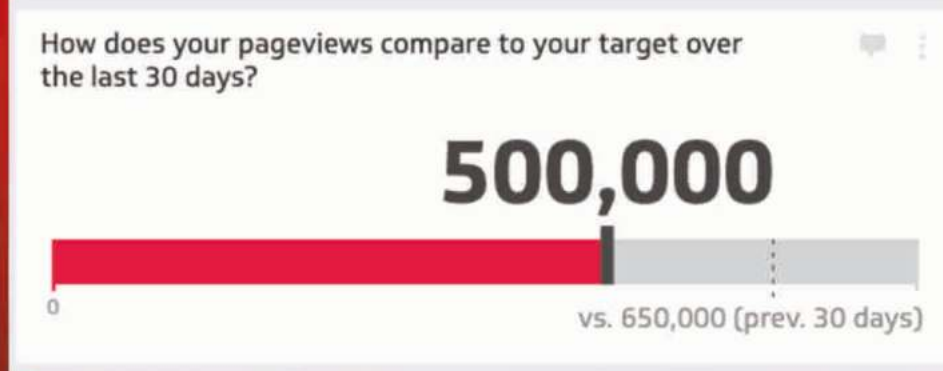 How does your pageviews compare to your target over
the last 30 days?
500,000
0
vs. 650,000 (prev. 30 days)